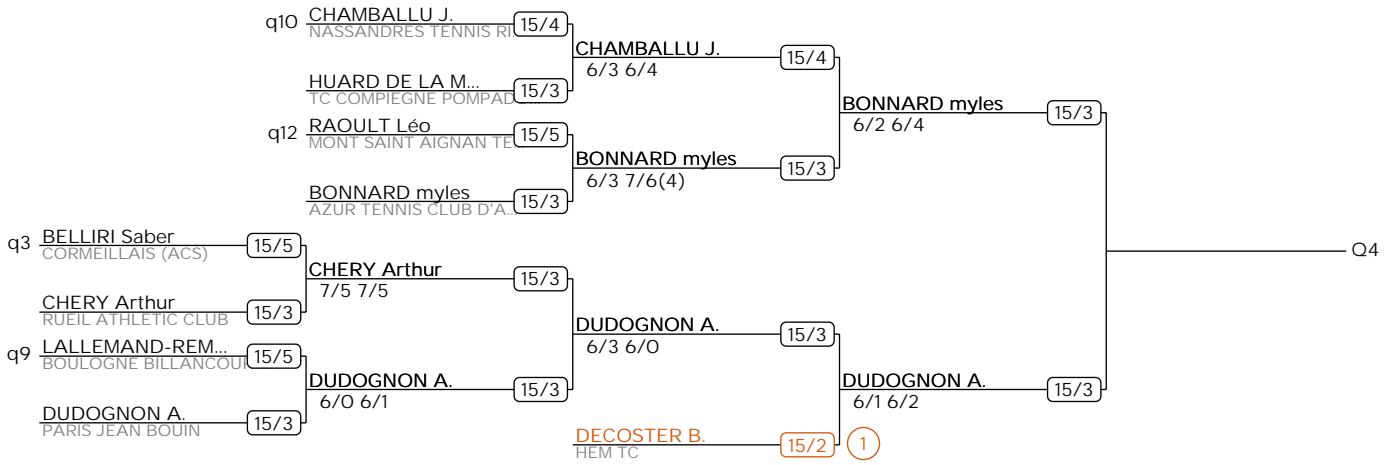 q10 CHAMBALLU J. 15/4
NASSANDRES TENNIS RI...
CHAMBALLU J. 15/4
6/3 6/4
HUARD DE LA M... 15/3
TC COMPIEGNE POMPADO...
BONNARD myles 15/3
6/2 6/4
q12 RAOULT Léo 15/5
MONT SAINT AIGNAN TE...
BONNARD myles 15/3
6/3 7/6(4)
BONNARD myles 15/3
AZUR TENNIS CLUB D'A...
q3 BELLIRI Saber 15/5
CORMEILLAIS (ACS)
Q4
CHERY Arthur 15/3
7/5 7/5
CHERY Arthur 15/3
RUEIL ATHLETIC CLUB
DUDOGNON A. 15/3
6/3 6/0
q9 LALLEMAND-REM... 15/5
BOULOGNE BILLANCOUR
DUDOGNON A. 15/3
6/0 6/1
DUDOGNON A. 15/3
6/1 6/2
DUDOGNON A. 15/3
PARIS JEAN BOUIN
DECOSTER B. 15/2 1
HEM TC